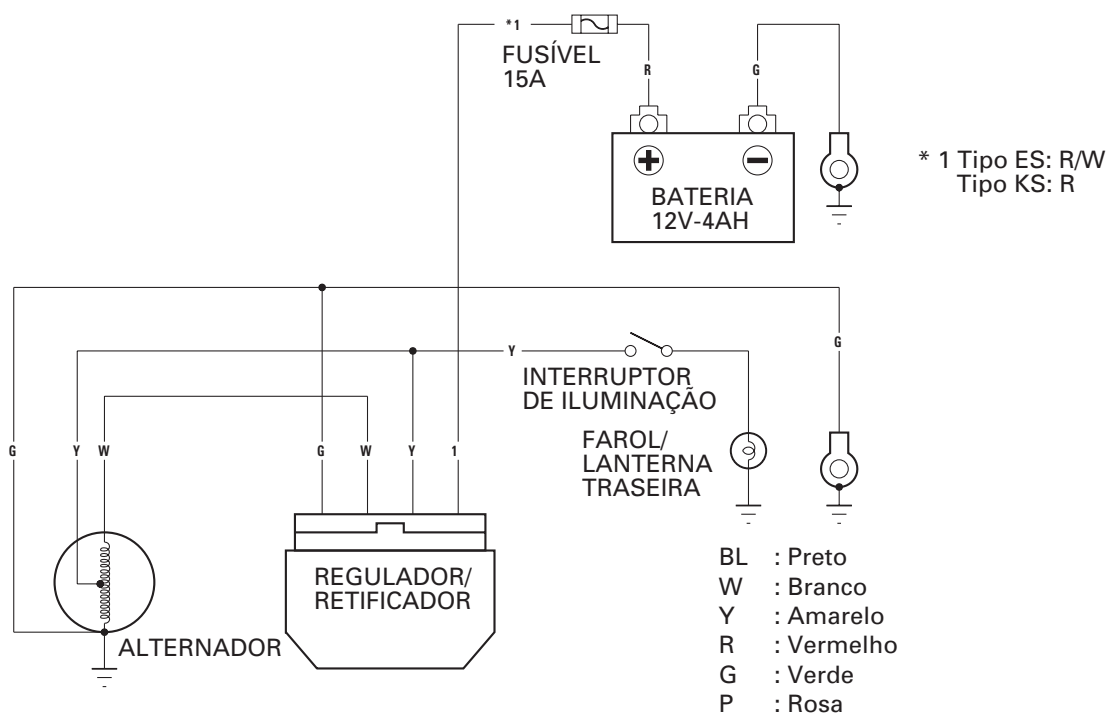 *1
FUSÍVEL
15A
R
G
BATERIA
12V-4AH
* 1 Tipo ES: R/W
Tipo KS: R
Y
G
INTERRUPTOR
DE ILUMINAÇÃO
FAROL/
LANTERNA
TRASEIRA
G
Y
W
G
W
Y
1
REGULADOR/
RETIFICADOR
ALTERNADOR
BL : Preto
W : Branco
Y : Amarelo
R : Vermelho
G : Verde
P : Rosa